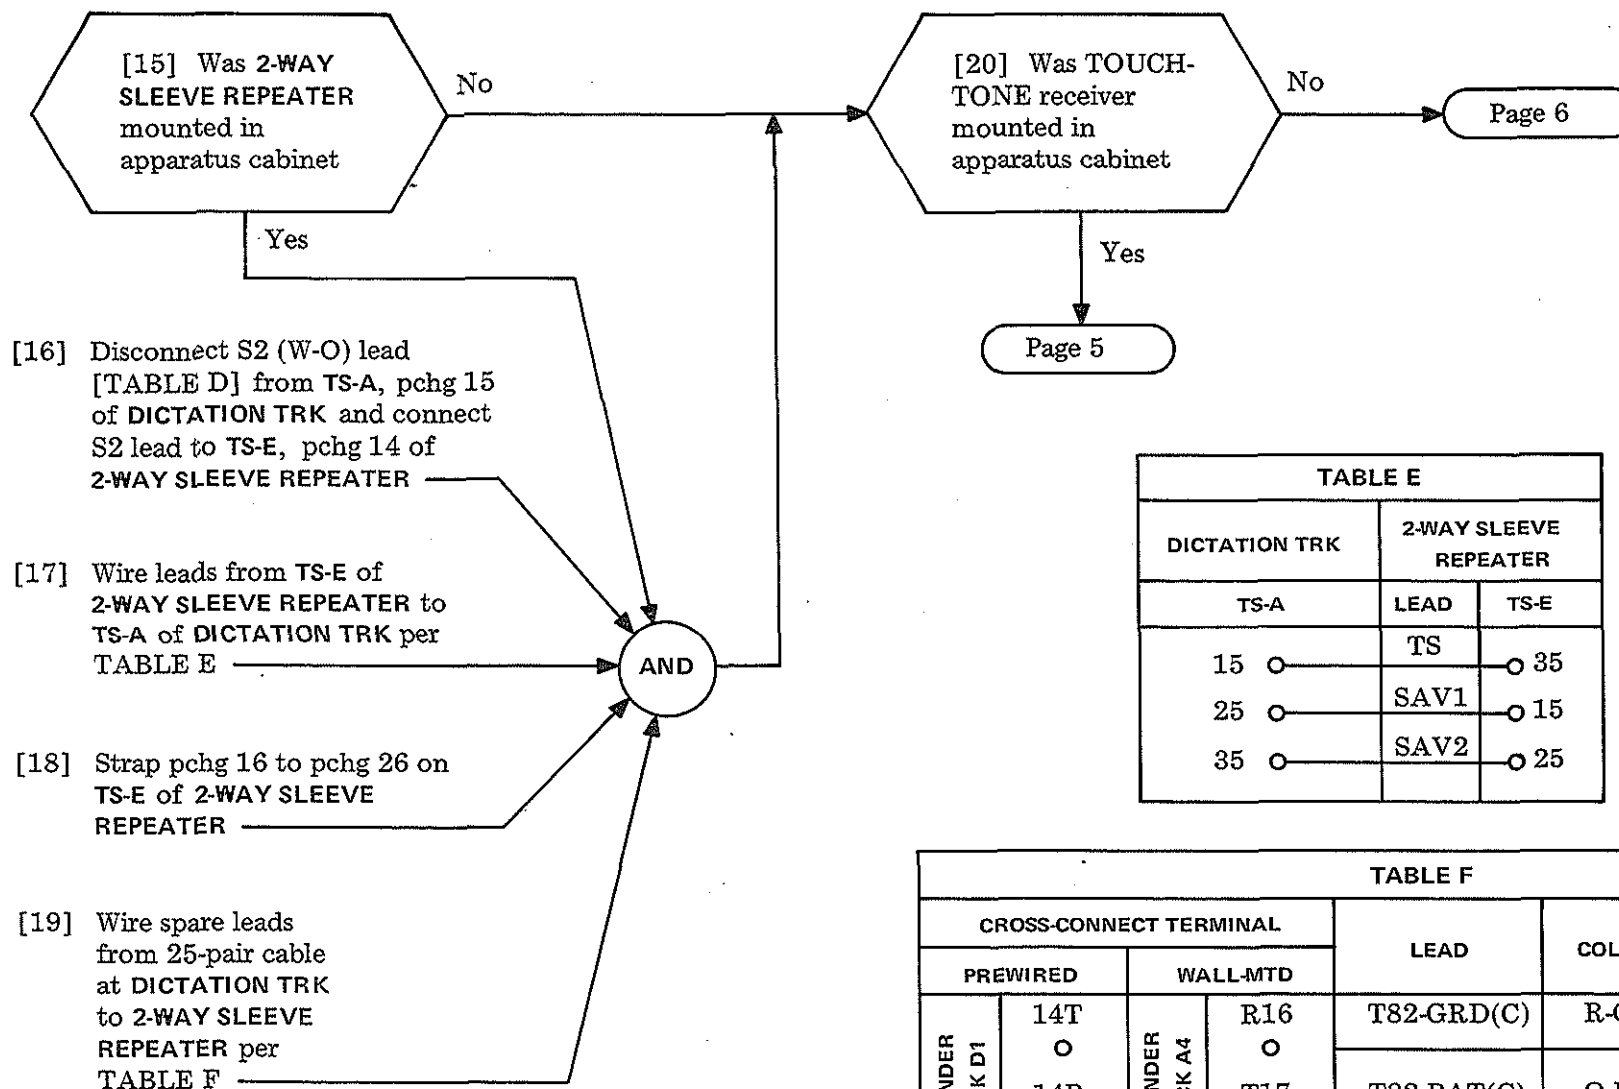 [15] Was 2-WAY
SLEEVE REPEATER
mounted in
apparatus cabinet
No
Yes
[20] Was TOUCH-
TONE receiver
mounted in
apparatus cabinet
No
Page 6
Yes
Page 5
[16] Disconnect S2 (W-O) lead
[TABLE D] from TS-A, pchg 15
of DICTATION TRK and connect
S2 lead to TS-E, pchg 14 of
2-WAY SLEEVE REPEATER
[17] Wire leads from TS-E of
2-WAY SLEEVE REPEATER to
TS-A of DICTATION TRK per
TABLE E
AND
[18] Strap pchg 16 to pchg 26 on
TS-E of 2-WAY SLEEVE
REPEATER
[19] Wire spare leads
from 25-pair cable
at DICTATION TRK
to 2-WAY SLEEVE
REPEATER per
TABLE F
TABLE E
DICTATION TRK 2-WAY SLEEVE
REPEATER
TS-A LEAD TS-E
15 TS 35
25 SAV1 15
35 SAV2 25
TABLE F
CROSS-CONNECT TERMINAL LEAD
PREWIRED WALL-MTD
14T R16 T82-GRD(C)
D1 A4
T17